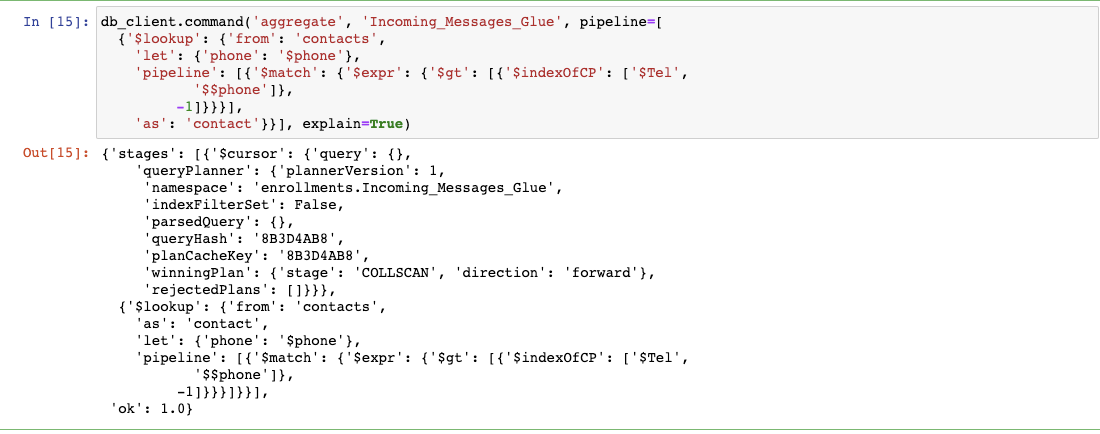 In [15]: db_client.command('aggregate', 'Incoming_Messages_Glue', pipeline=[
{'$lookup': {'from': 'contacts',
'let': {'phone': '$phone'},
'pipeline': [{'$match': {'$expr': {'$gt': [{'$indexOfCP': ['$Tel',
'$$phone']},
-1]}}}],
'as': 'contact'}}], explain=True)
Out[15]: {'stages': [{'$cursor': {'query': {},
'queryPlanner': {'plannerVersion': 1,
'namespace': 'enrollments.Incoming_Messages_Glue',
'indexFilterSet': False,
'parsedQuery': {},
'queryHash': '8B3D4AB8',
'planCacheKey': '8B3D4AB8',
'winningPlan': {'stage': 'COLLSCAN', 'direction': 'forward'},
'rejectedPlans': []}}},
{'$lookup': {'from': 'contacts',
'as': 'contact',
'let': {'phone': '$phone'},
'pipeline': [{'$match': {'$expr': {'$gt': [{'$indexOfCP': ['$Tel',
'$$phone']},
-1]}}}]}}],
'ok': 1.0}